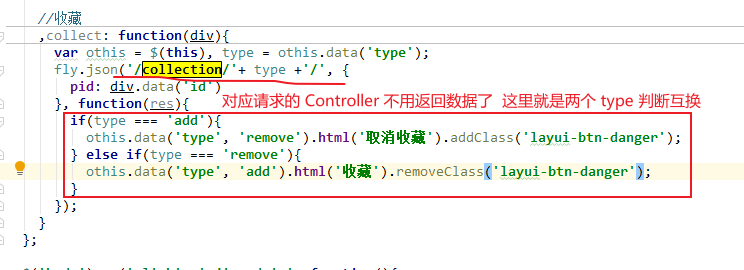 //收藏
,collect: function(div){
var othis = $(this), type = othis.data('type');
fly.json('/collection/'+ type +'/', {
pid: div.data('id')
}, function(res){
对应请求的 Controller 不用返回数据了 这里就是两个 type 判断互换
if(type === 'add'){
othis.data('type', 'remove').html('取消收藏').addClass('layui-btn-danger');
} else if(type === 'remove'){
othis.data('type', 'add').html('收藏').removeClass('layui-btn-danger');
}
});
}
};